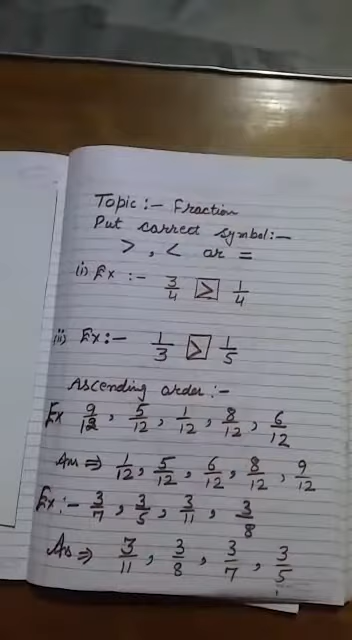 Topic :- Fraction
Put correct symbol:-
> , < or =
(i) Ex :- 3/4 > 1/4
(ii) Ex:- 1/3 > 1/5
Ascending order :-
Ex 9/12 , 5/12 , 1/12 , 8/12 , 6/12
Ans ⇒ 1/12 , 5/12 , 6/12 , 8/12 , 9/12
Ex :- 3/7 , 3/5 , 3/11 , 3/8
As ⇒ 3/11 , 3/8 , 3/7 , 3/5